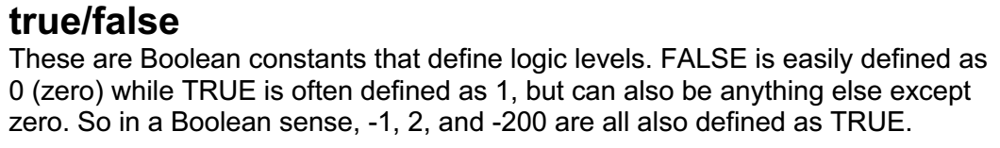 true/false
These are Boolean constants that define logic levels. FALSE is easily defined as
0 (zero) while TRUE is often defined as 1, but can also be anything else except
zero. So in a Boolean sense, -1, 2, and -200 are all also defined as TRUE.